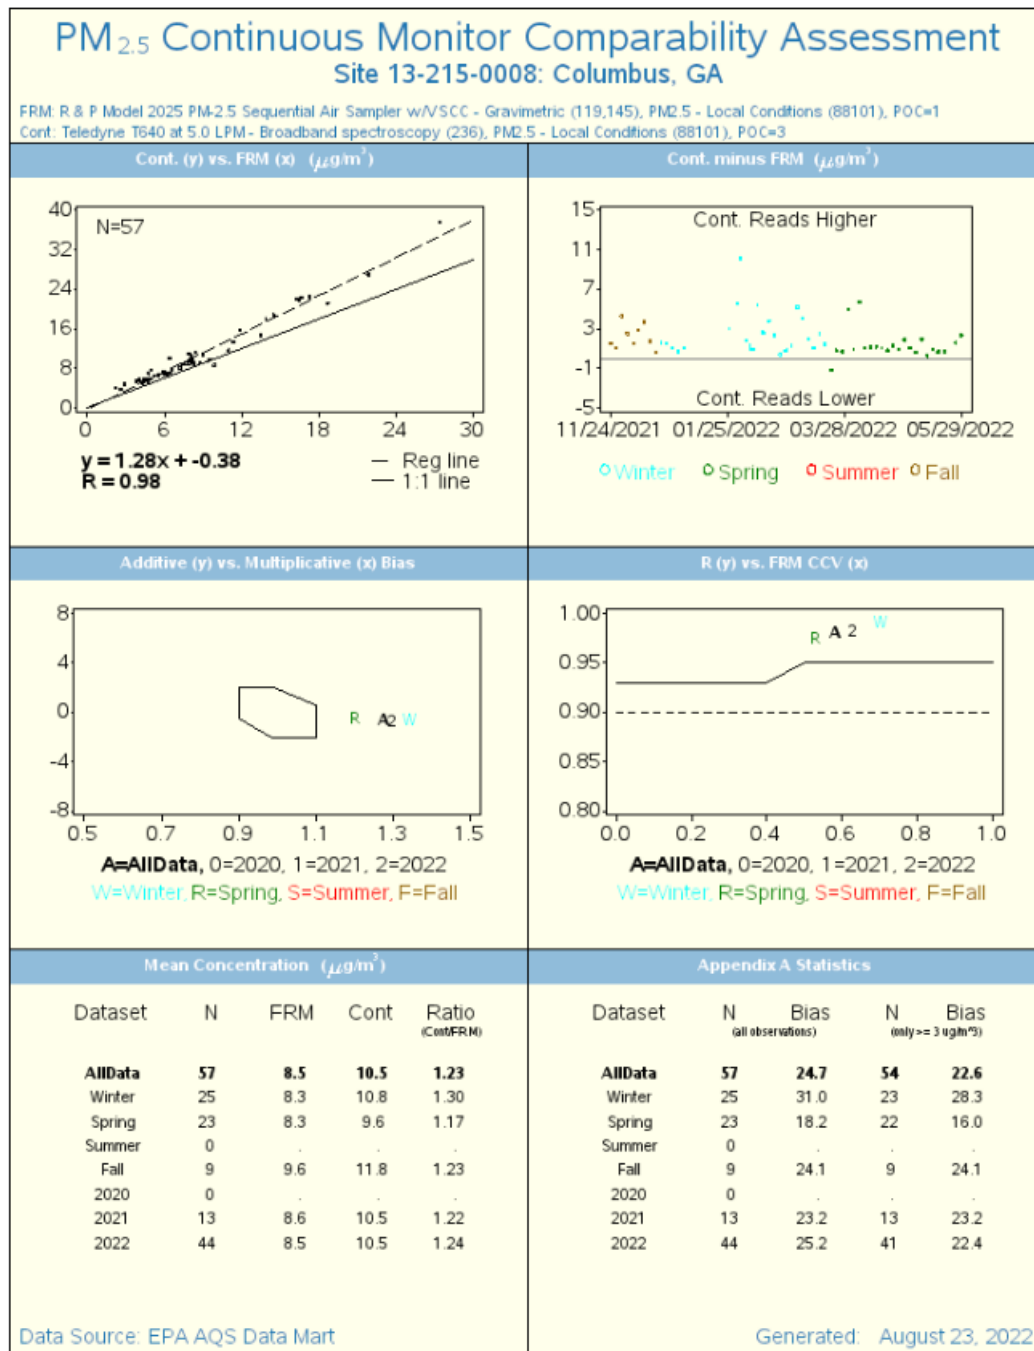 PM2.5 Continuous Monitor Comparability Assessment
Site 13-215-0008: Columbus, GA
FRM: R & P Model 2025 PM-2.5 Sequential Air Sampler w/VSCC - Gravimetric (119,145), PM2.5 - Local Conditions (88101), POC=1
Cont: Teledyne T640 at 5.0 LPM - Broadband spectroscopy (236), PM2.5 - Local Conditions (88101), POC=3
Cont. (y) vs. FRM (x) (μg/m³)
40
32
24
16
8
0
N=57
0 6 12 18 24 30
y = 1.28x + -0.38
R = 0.98
— Reg line
— 1:1 line
Cont. minus FRM (μg/m³)
15
11
7
3
-1
-5
Cont. Reads Higher
Cont. Reads Lower
11/24/2021 01/25/2022 03/28/2022 05/29/2022
Winter Spring Summer Fall
Additive (y) vs. Multiplicative (x) Bias
8
4
0
-4
-8
R A2 W
0.5 0.7 0.9 1.1 1.3 1.5
A=AllData, 0=2020, 1=2021, 2=2022
W=Winter, R=Spring, S=Summer, F=Fall
R (y) vs. FRM CCV (x)
1.00
0.95
0.90
0.85
0.80
R A 2 W
0.0 0.2 0.4 0.6 0.8 1.0
A=AllData, 0=2020, 1=2021, 2=2022
W=Winter, R=Spring, S=Summer, F=Fall
Mean Concentration (μg/m³)
Dataset N FRM Cont Ratio
(Cont/FRM)
AllData 57 8.5 10.5 1.23
Winter 25 8.3 10.8 1.30
Spring 23 8.3 9.6 1.17
Summer 0 . . .
Fall 9 9.6 11.8 1.23
2020 0 . . .
2021 13 8.6 10.5 1.22
2022 44 8.5 10.5 1.24
Appendix A Statistics
Dataset N Bias N Bias
(all observations) (only >= 3 ug/m^3)
AllData 57 24.7 54 22.6
Winter 25 31.0 23 28.3
Spring 23 18.2 22 16.0
Summer 0 . . .
Fall 9 24.1 9 24.1
2020 0 . . .
2021 13 23.2 13 23.2
2022 44 25.2 41 22.4
Data Source: EPA AQS Data Mart
Generated: August 23, 2022